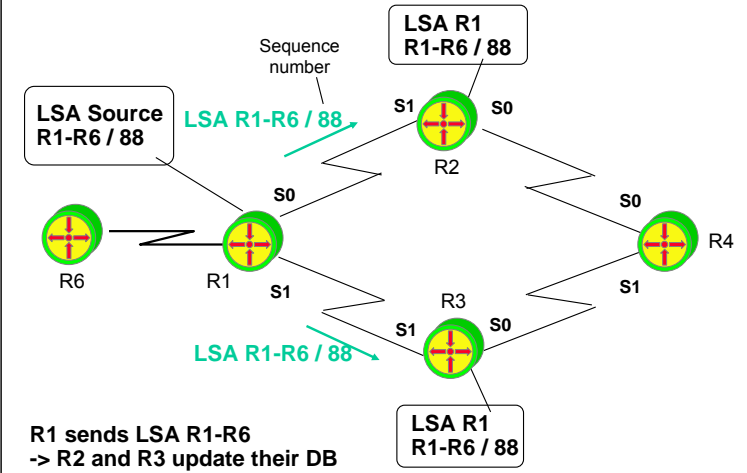 LSA R1
R1-R6 / 88
Sequence
number
LSA Source
R1-R6 / 88
LSA R1-R6 / 88
S1
S0
R2
S0
S0
R6
R1
R4
S1
S1
R3
S1
S0
LSA R1-R6 / 88
LSA R1
R1-R6 / 88
R1 sends LSA R1-R6
-> R2 and R3 update their DB